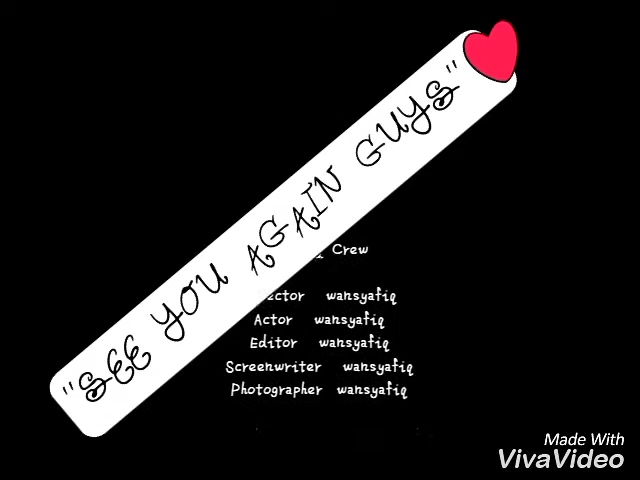 "SEE YOU AGAIN GUYS"
Crew
wansyafiq
Actor wansyafiq
Editor wansyafiq
Screenwriter wansyafiq
Photographer wansyafiq
Made With
VivaVideo